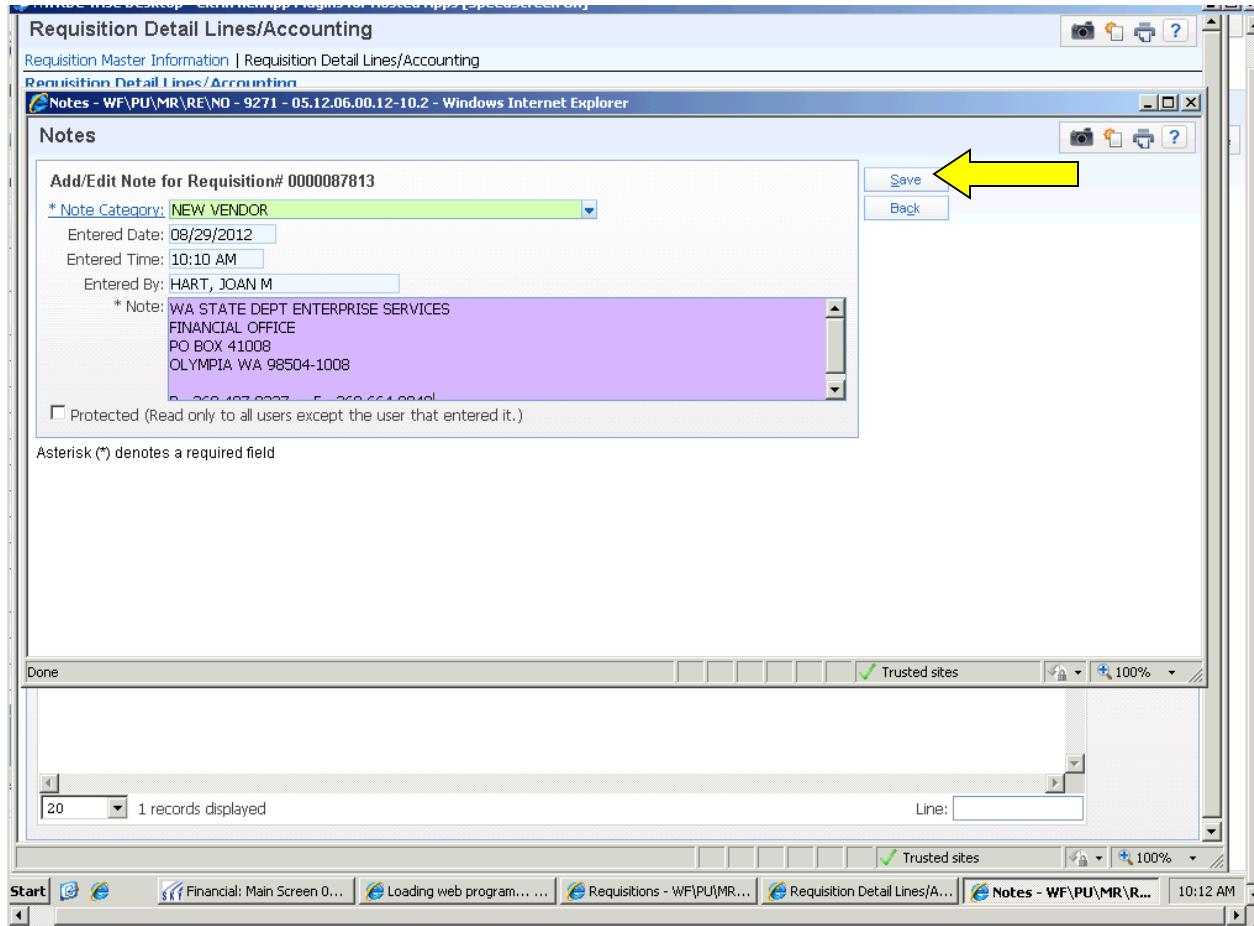 Requisition Detail Lines/Accounting
?
Requisition Master Information | Requisition Detail Lines/Accounting
Requisition Detail Lines/Accounting
Notes - WF\PU\MR\RE\NO - 9271 - 05.12.06.00.12-10.2 - Windows Internet Explorer
Notes
?
Add/Edit Note for Requisition# 0000087813
Save
* Note Category: NEW VENDOR
Back
Entered Date: 08/29/2012
Entered Time: 10:10 AM
Entered By: HART, JOAN M
* Note: WA STATE DEPT ENTERPRISE SERVICES
FINANCIAL OFFICE
PO BOX 41008
OLYMPIA WA 98504-1008
Protected (Read only to all users except the user that entered it.)
Asterisk (*) denotes a required field
Done
Trusted sites
100%
20
1 records displayed
Line:
Trusted sites
100%
Start
Financial: Main Screen 0...
Loading web program... ...
Requisitions - WF\PU\MR...
Requisition Detail Lines/A...
Notes - WF\PU\MR\R...
10:12 AM